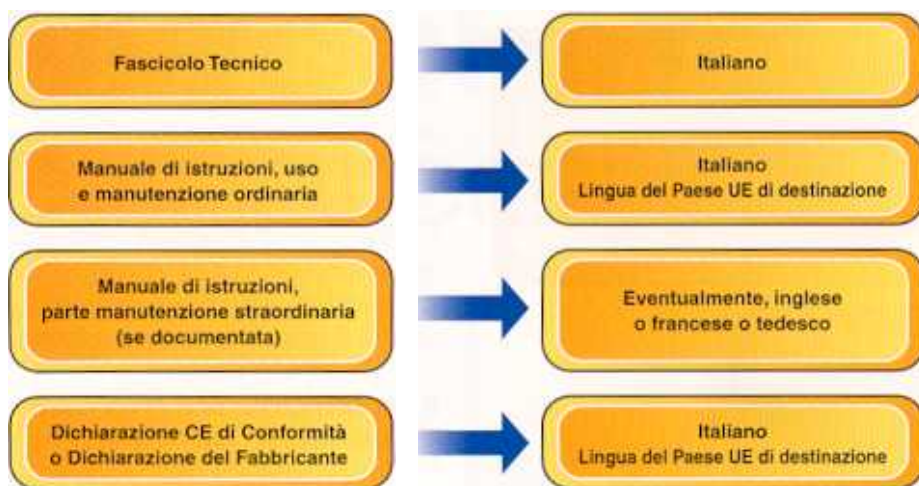 Fascicolo Tecnico
Italiano
Manuale di istruzioni, uso
e manutenzione ordinaria
Italiano
Lingua del Paese UE di destinazione
Manuale di istruzioni,
parte manutenzione straordinaria
(se documentata)
Eventualmente, inglese
o francese o tedesco
Dichiarazione CE di Conformità
o Dichiarazione del Fabbricante
Italiano
Lingua del Paese UE di destinazione